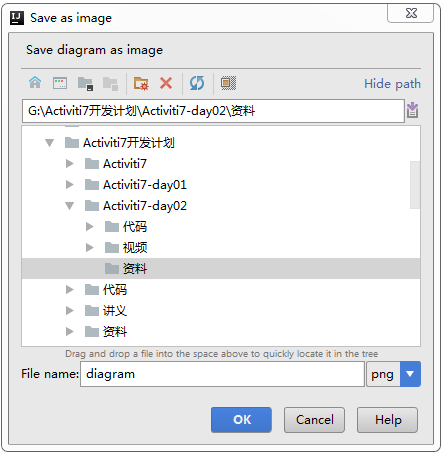 Save as image
Save diagram as image
Hide path
G:\Activiti7开发计划\Activiti7-day02\资料
Activiti7开发计划
Activiti7
Activiti7-day01
Activiti7-day02
代码
视频
资料
代码
讲义
资料
Drag and drop a file into the space above to quickly locate it in the tree
File name: diagram png
OK Cancel Help